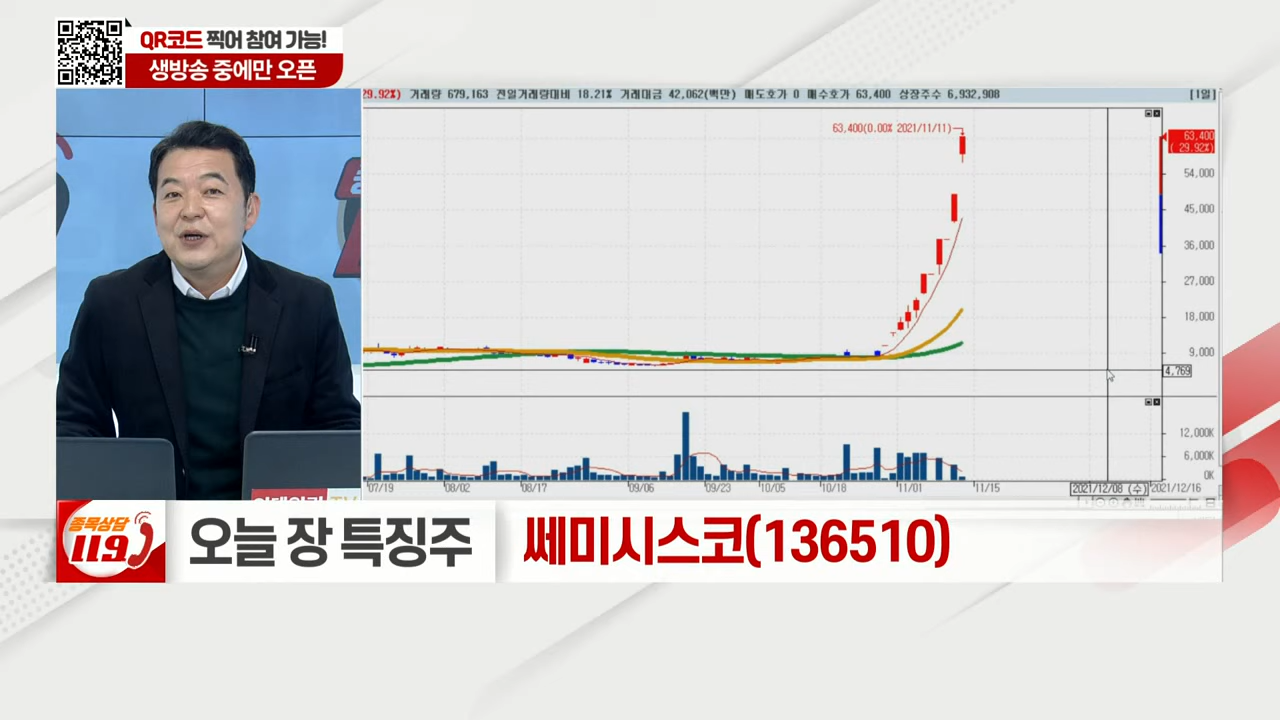 QR코드 찍어 참여 가능!
생방송 중에만 오픈
29.92%) 거래량 679,163 전일거래량대비 18.21% 거래대금 42,062(백만) 매도호가 0 매수호가 63,400 상장주수 6,932,908 [1일]
63,400(0.00% 2021/11/11)
63,400
( 29.92%)
54,000
45,000
36,000
27,000
18,000
9,000
4,769
12,000K
6,000K
0K
07/19 08/02 08/17 09/06 09/23 10/05 10/18 11/01 11/15 2021/12/08 (수) 2021/12/16
종목상담
119
오늘 장 특징주
쎄미시스코(136510)